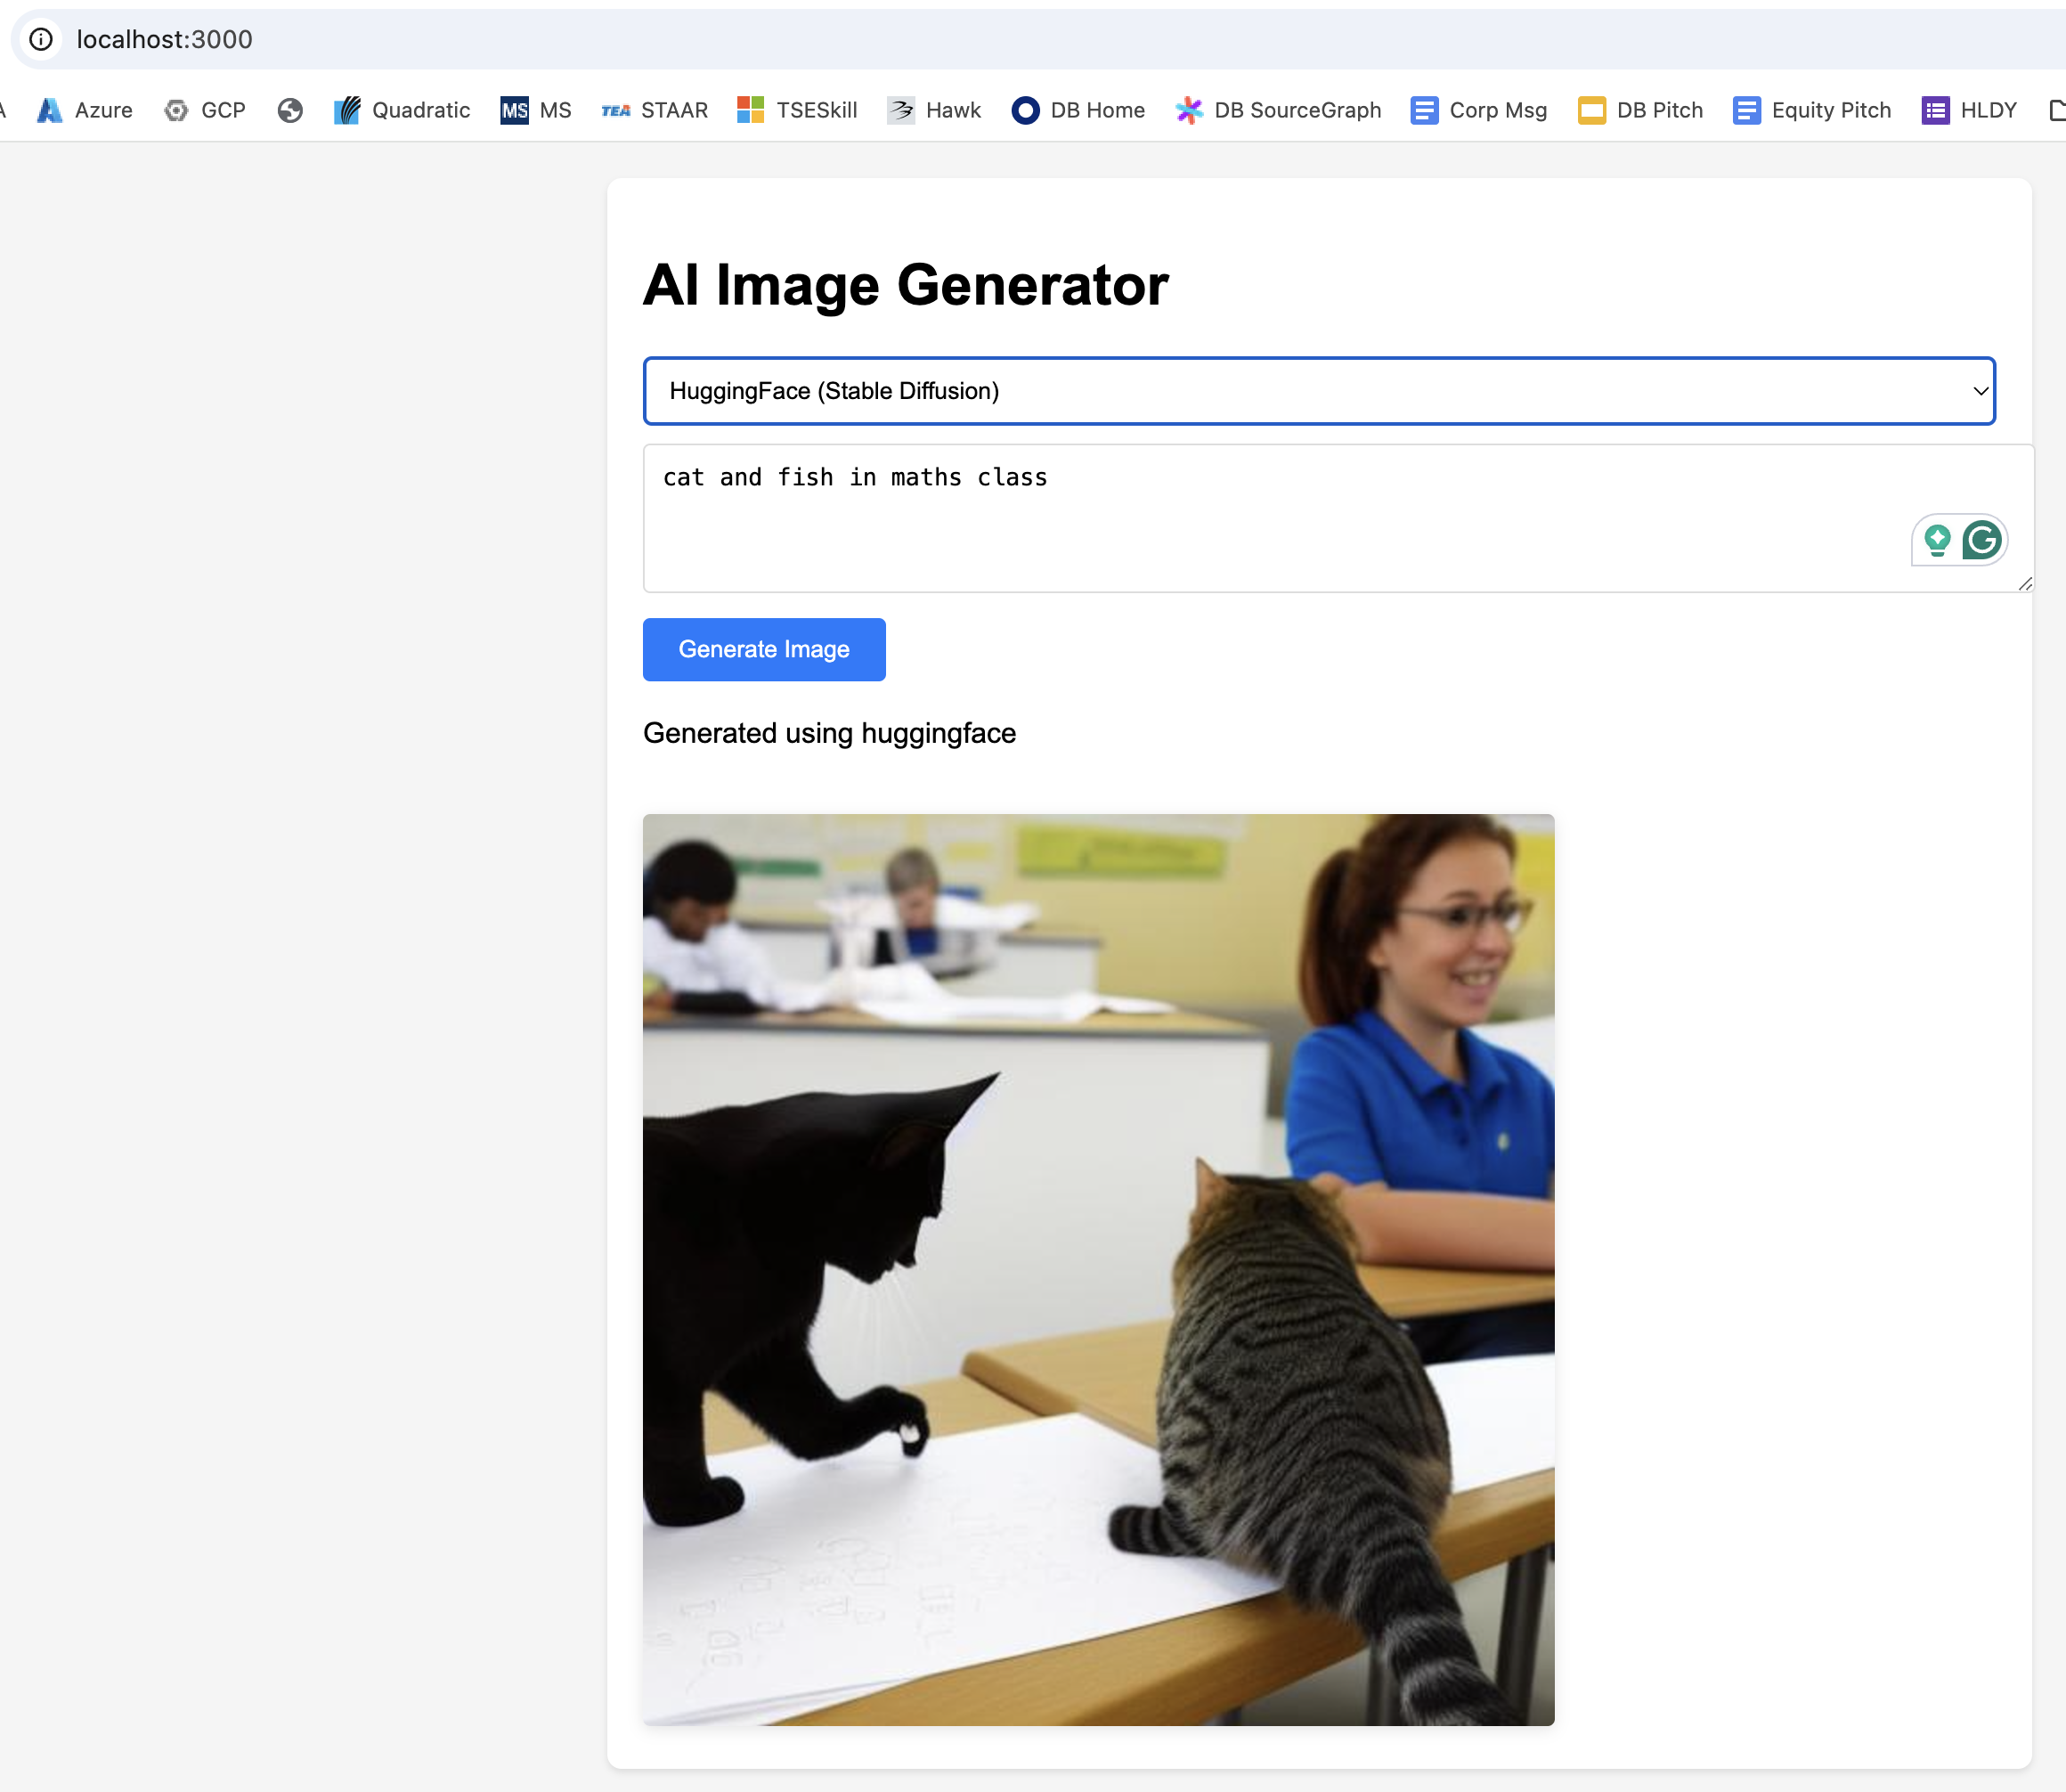 localhost:3000
Azure GCP Quadratic MS MS TEA STAAR TSESkill Hawk DB Home DB SourceGraph Corp Msg DB Pitch Equity Pitch HLDY
AI Image Generator
HuggingFace (Stable Diffusion)
cat and fish in maths class
Generate Image
Generated using huggingface